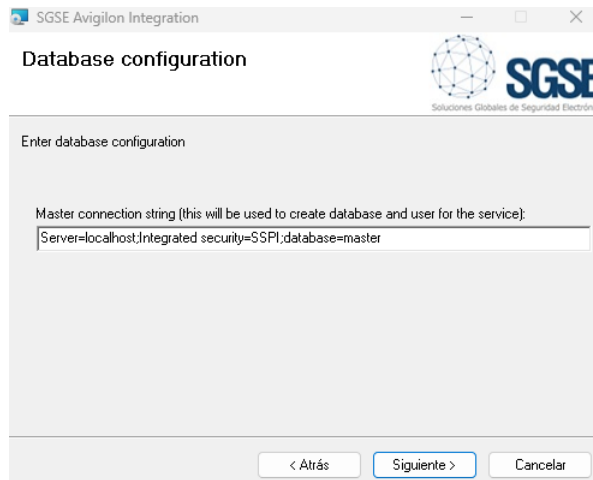 SGSE Avigilon Integration
Database configuration
SGSE
Soluciones Globales de Seguridad Electrón
Enter database configuration
Master connection string (this will be used to create database and user for the service):
Server=localhost;Integrated security=SSPI;database=master
< Atrás
Siguiente >
Cancelar